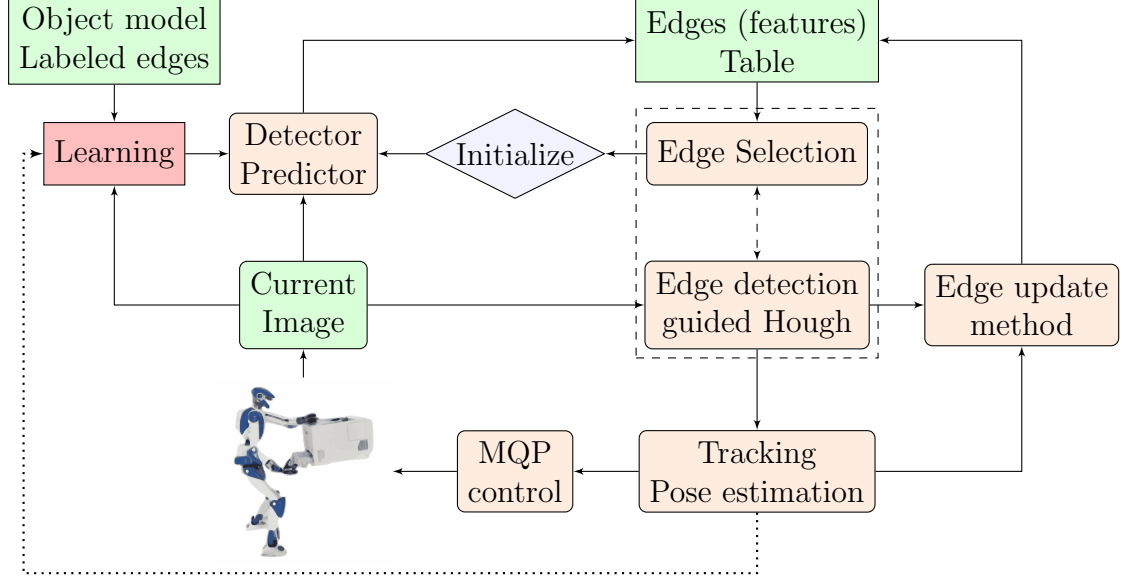 Object model
Labeled edges
Edges (features)
Table
Learning
Detector
Predictor
Initialize
Edge Selection
Current
Image
Edge detection
guided Hough
Edge update
method
MQP
control
Tracking
Pose estimation